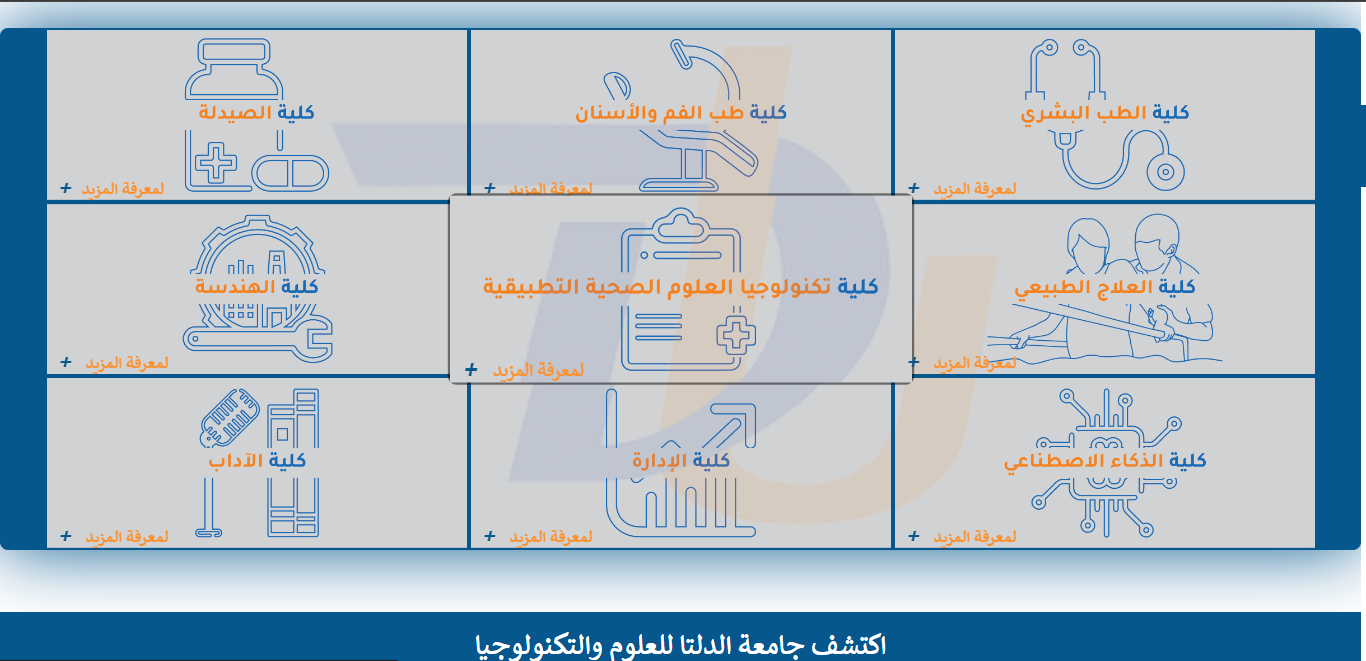 كلية الطب البشري
لمعرفة المزيد +
كلية طب الفم والأسنان
لمعرفة المزيد +
كلية الصيدلة
لمعرفة المزيد +
كلية العلاج الطبيعي
لمعرفة المزيد +
كلية تكنولوجيا العلوم الصحية التطبيقية
لمعرفة المزيد +
كلية الهندسة
لمعرفة المزيد +
كلية الذكاء الاصطناعي
لمعرفة المزيد +
كلية الإدارة
لمعرفة المزيد +
كلية الآداب
لمعرفة المزيد +
اكتشف جامعة الدلتا للعلوم والتكنولوجيا